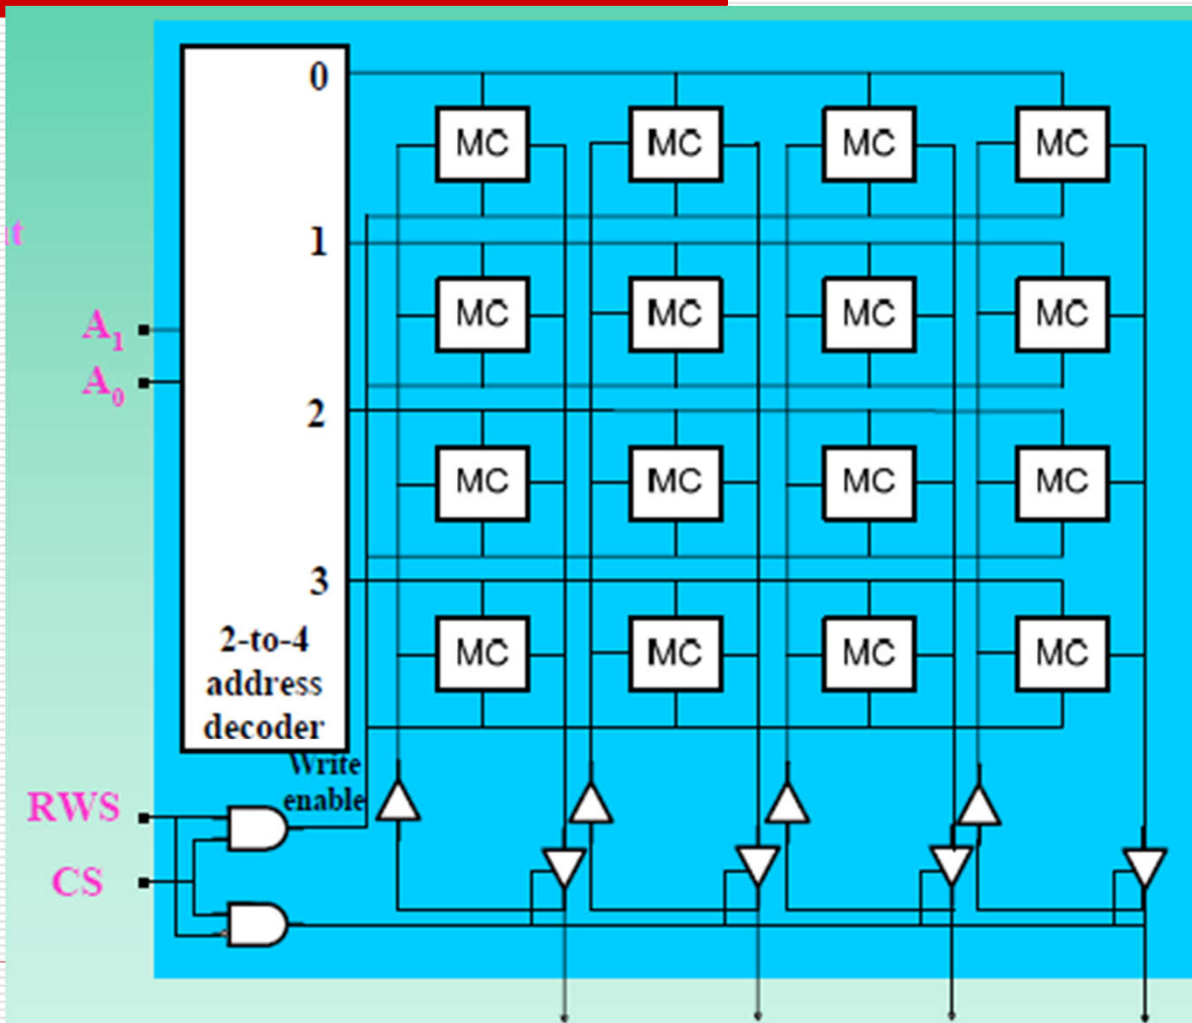 0
MC MC MC MC
1
A1
MC MC MC MC
A0
2
MC MC MC MC
3
2-to-4
address
decoder
MC MC MC MC
Write
enable
RWS
CS